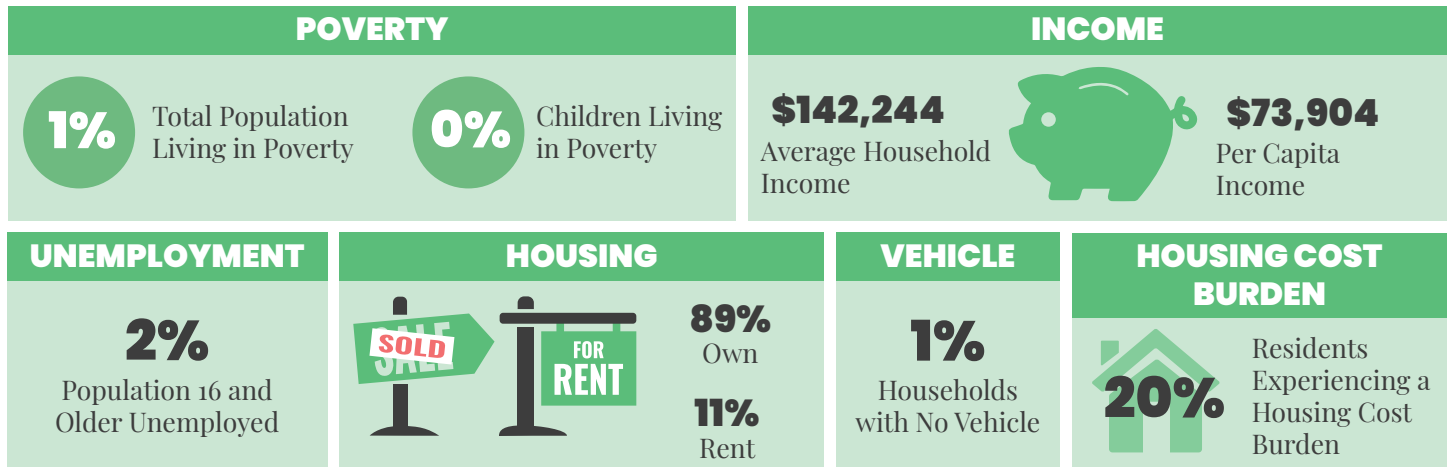 POVERTY
1%
Total Population
Living in Poverty
0%
Children Living
in Poverty
INCOME
$142,244
Average Household
Income
$73,904
Per Capita
Income
UNEMPLOYMENT
2%
Population 16 and
Older Unemployed
HOUSING
SALE
SOLD
FOR
RENT
89%
Own
11%
Rent
VEHICLE
1%
Households
with No Vehicle
HOUSING COST
BURDEN
20%
Residents
Experiencing a
Housing Cost
Burden